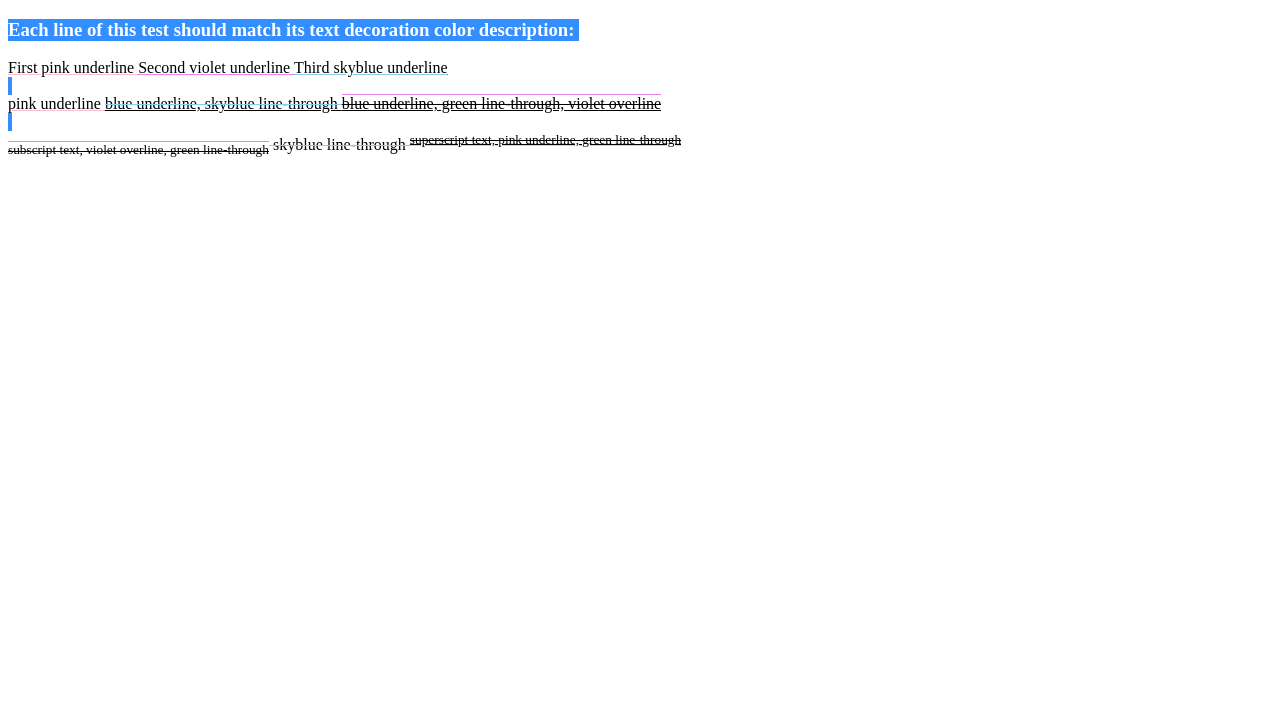 Each line of this test should match its text decoration color description:
First pink underline Second violet underline Third skyblue underline
pink underline blue underline, skyblue line-through blue underline, green line-through, violet overline
subscript text, violet overline, green line-through skyblue line-through superscript text, pink underline, green line-through